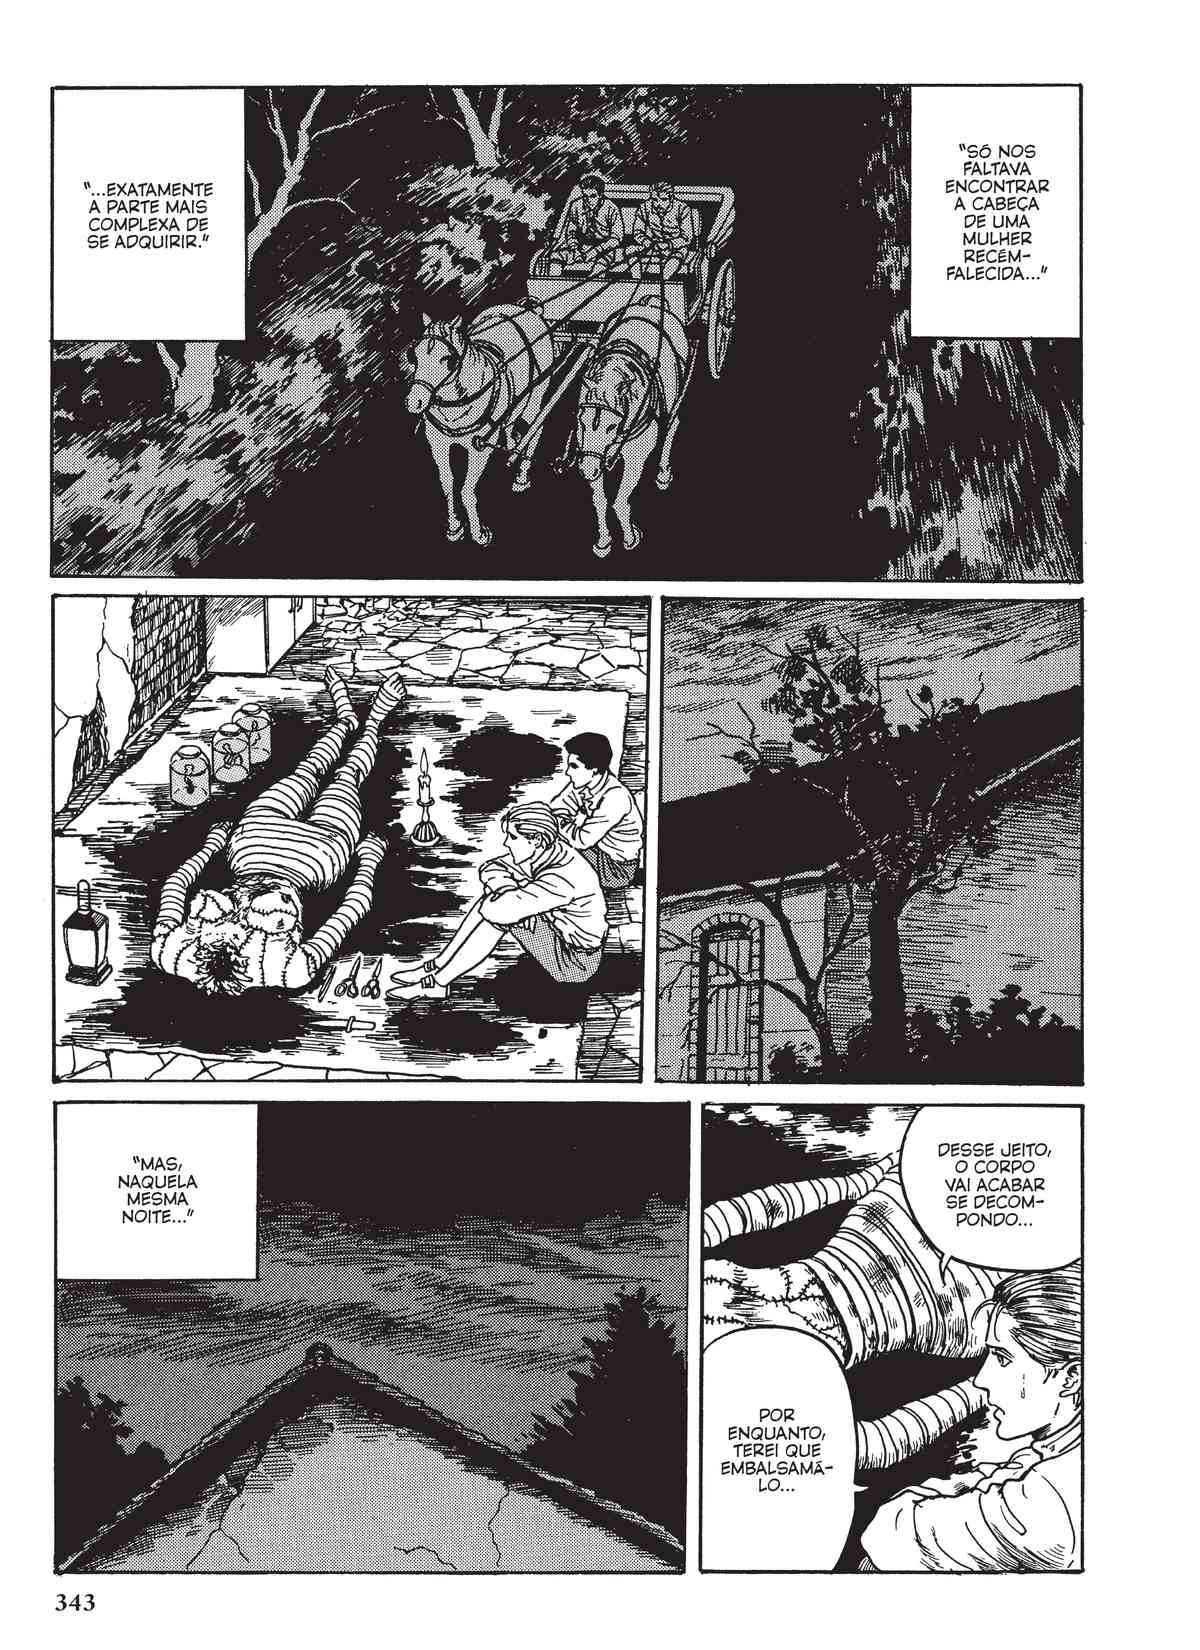 "SÓ NOS
FALTAVA
ENCONTRAR
A CABEÇA
DE UMA
MULHER
RECÉM-
FALECIDA..."
"...EXATAMENTE
A PARTE MAIS
COMPLEXA DE
SE ADQUIRIR."
DESSE JEITO,
O CORPO
VAI ACABAR
SE DECOM-
PONDO...
POR
ENQUANTO,
TEREI QUE
EMBALSAMÁ-
LO...
"MAS,
NAQUELA
MESMA
NOITE..."
343